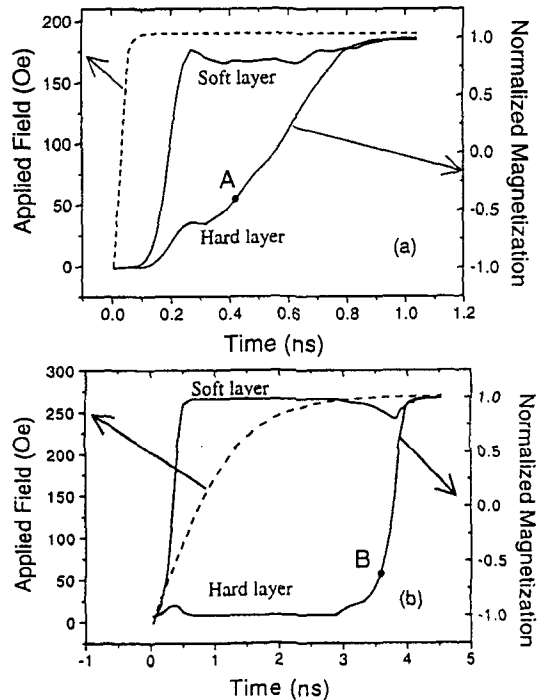 200
150
100
50
0
Applied Field (Oe)
1.0
0.5
0.0
-0.5
-1.0
Normalized Magnetization
Soft layer
A
Hard layer
(a)
0.0 0.2 0.4 0.6 0.8 1.0 1.2
Time (ns)
300
250
200
150
100
50
0
Applied Field (Oe)
1.0
0.5
0.0
-0.5
-1.0
Normalized Magnetization
Soft layer
B
Hard layer
(b)
-1 0 1 2 3 4 5
Time (ns)